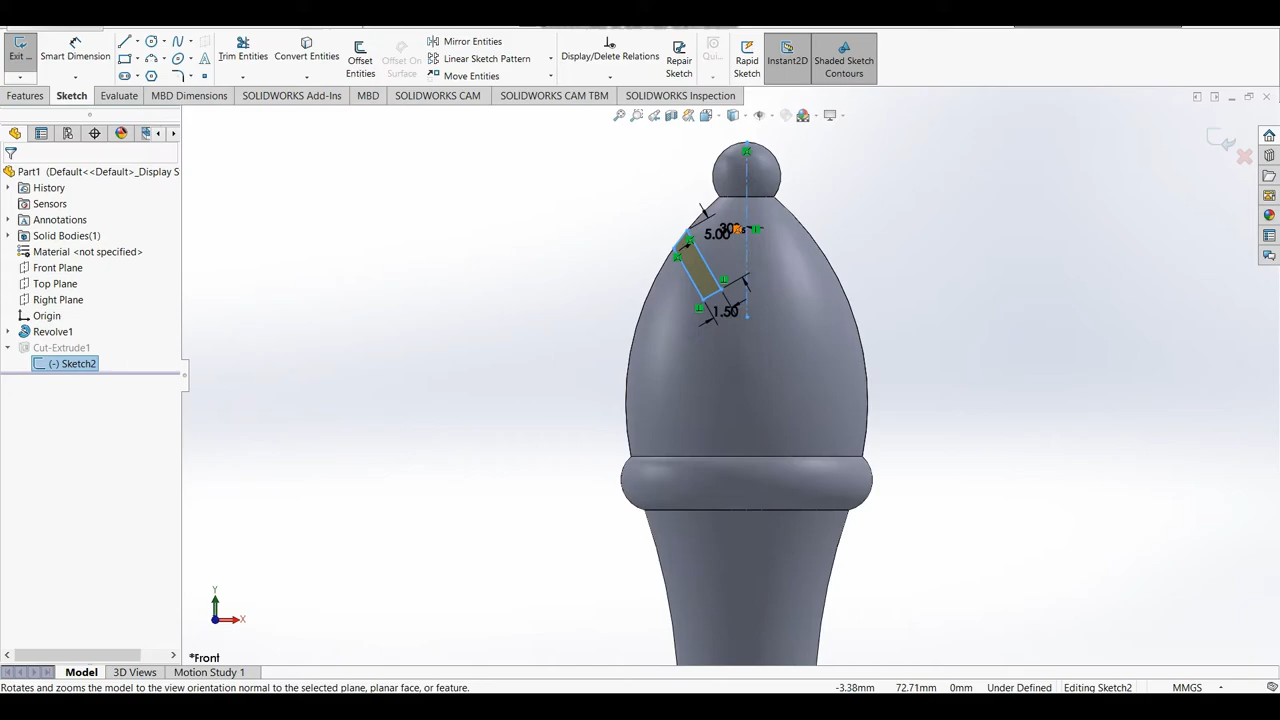 Exit ...
Smart Dimension
Trim Entities
Convert Entities
Offset
Entities
Offset On
Surface
Mirror Entities
Linear Sketch Pattern
Move Entities
Display/Delete Relations
Repair
Sketch
Qui...
Rapid
Sketch
Instant2D
Shaded Sketch
Contours
Features Sketch Evaluate MBD Dimensions SOLIDWORKS Add-Ins MBD SOLIDWORKS CAM SOLIDWORKS CAM TBM SOLIDWORKS Inspection
Part1 (Default<<Default>_Display S
History
Sensors
Annotations
Solid Bodies(1)
Material <not specified>
Front Plane
Top Plane
Right Plane
Origin
Revolve1
Cut-Extrude1
(-) Sketch2
5.00
1.50
Y
X
*Front
Model 3D Views Motion Study 1
Rotates and zooms the model to the view orientation normal to the selected plane, planar face, or feature. -3.38mm 72.71mm 0mm Under Defined Editing Sketch2 MMGS